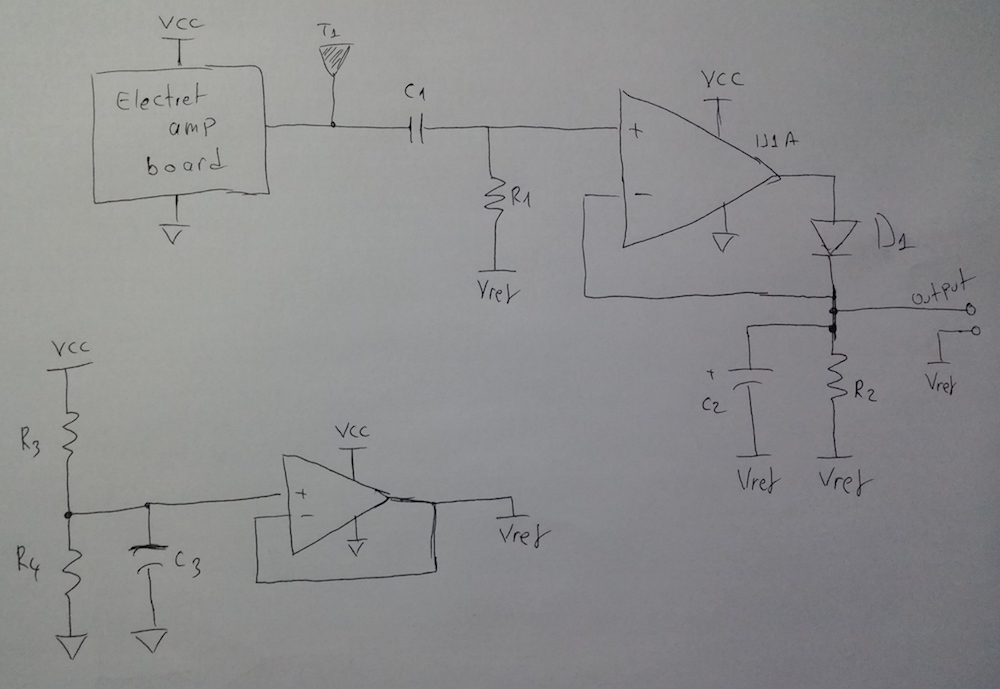 VCC
T1
Electret
amp
board
C1
+
-
VCC
U1A
R1
Vref
D1
output
Vref
+
C2
R2
Vref
Vref
VCC
R3
R4
C3
VCC
+
-
Vref